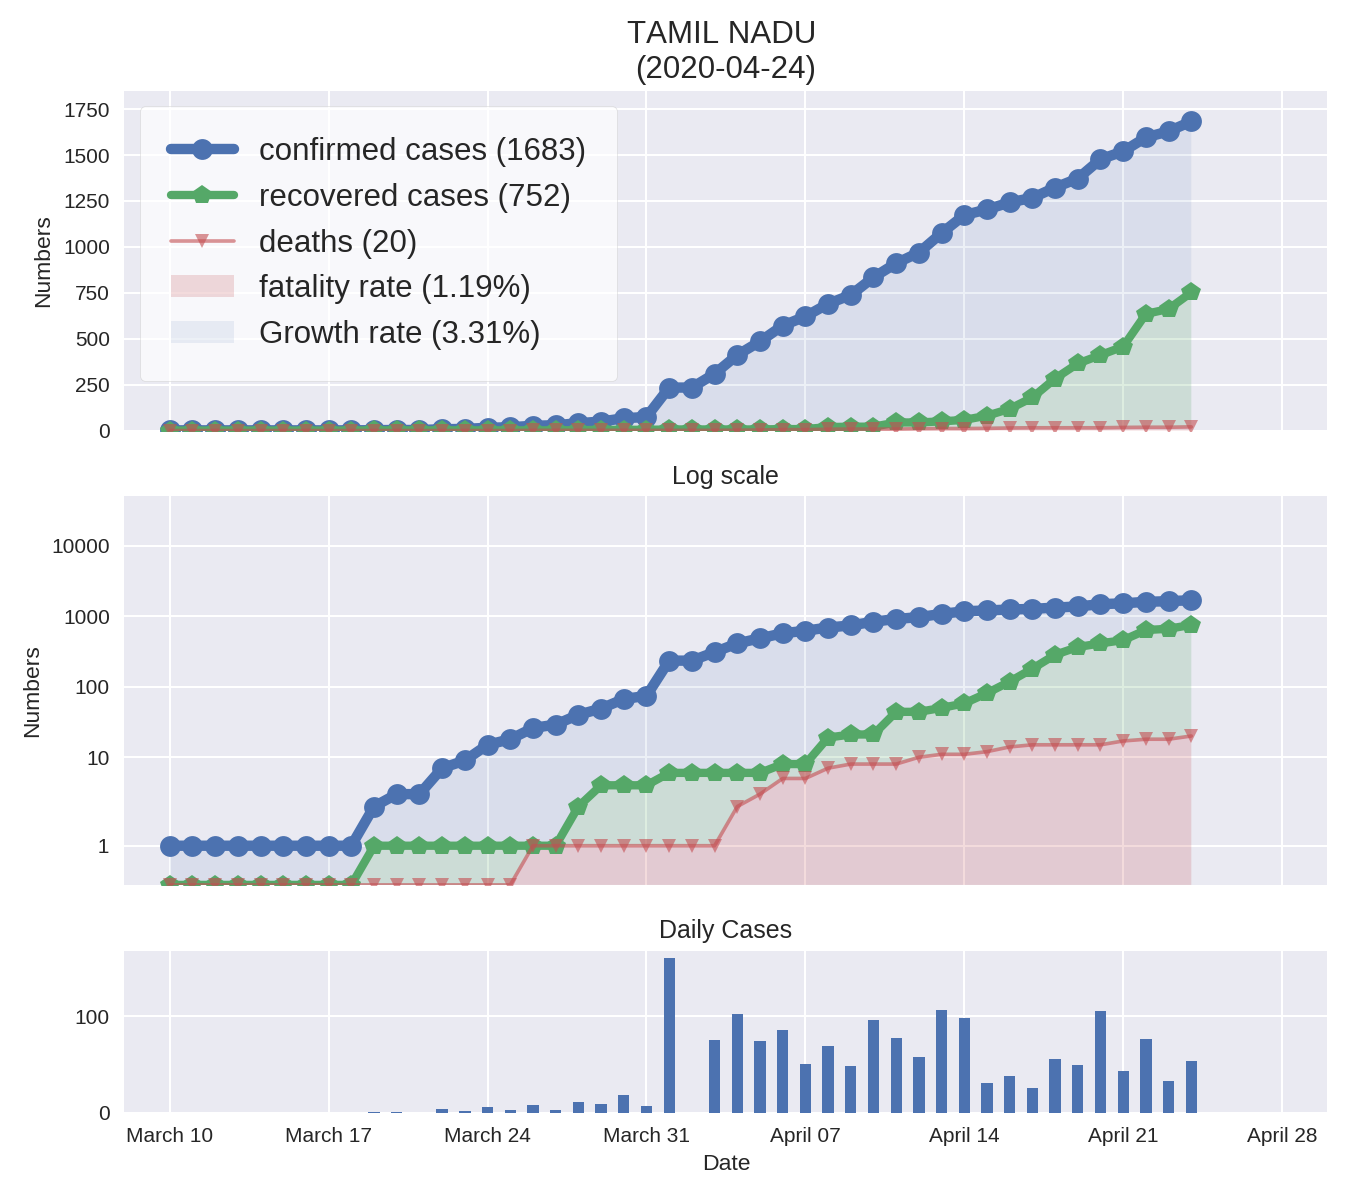 TAMIL NADU
(2020-04-24)
1750
1500
1250
1000
750
500
250
0
Numbers
confirmed cases (1683)
recovered cases (752)
deaths (20)
fatality rate (1.19%)
Growth rate (3.31%)
Log scale
10000
1000
100
10
1
Numbers
Daily Cases
100
0
March 10 March 17 March 24 March 31 April 07 April 14 April 21 April 28
Date